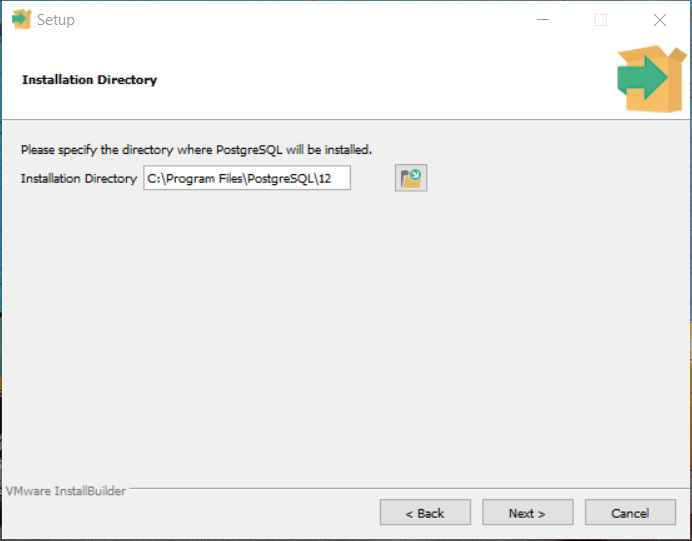 Setup
Installation Directory
Please specify the directory where PostgreSQL will be installed.
Installation Directory C:\Program Files\PostgreSQL\12
VMware InstallBuilder
< Back Next > Cancel